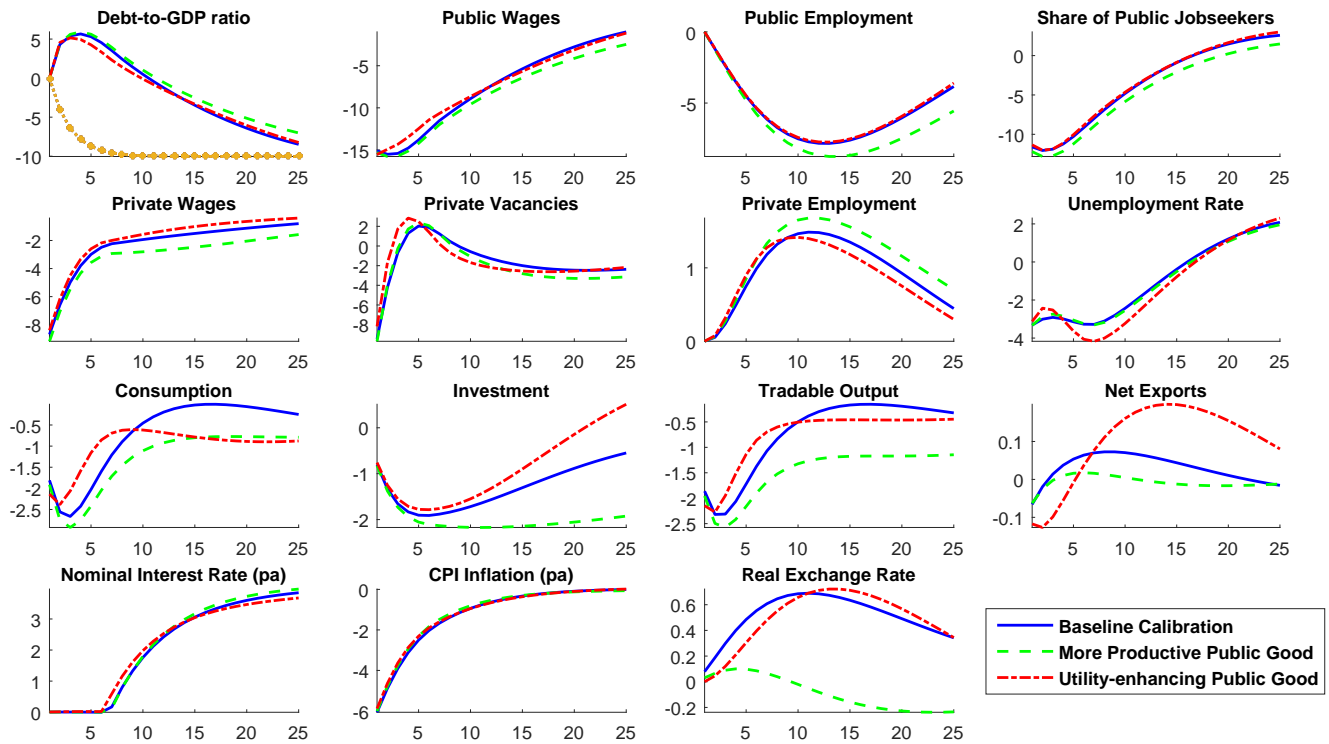 Debt-to-GDP ratio
5
0
-5
-10
5 10 15 20 25
Public Wages
-5
-10
-15
5 10 15 20 25
Public Employment
0
-5
5 10 15 20 25
Share of Public Jobseekers
0
-5
-10
5 10 15 20 25
Private Wages
-2
-4
-6
-8
5 10 15 20 25
Private Vacancies
2
0
-2
-4
-6
-8
5 10 15 20 25
Private Employment
1
0
5 10 15 20 25
Unemployment Rate
2
0
-2
-4
5 10 15 20 25
Consumption
-0.5
-1
-1.5
-2
-2.5
5 10 15 20 25
Investment
0
-1
-2
5 10 15 20 25
Tradable Output
-0.5
-1
-1.5
-2
-2.5
5 10 15 20 25
Net Exports
0.1
0
-0.1
5 10 15 20 25
Nominal Interest Rate (pa)
3
2
1
0
5 10 15 20 25
CPI Inflation (pa)
0
-2
-4
-6
5 10 15 20 25
Real Exchange Rate
0.6
0.4
0.2
0
-0.2
5 10 15 20 25
Baseline Calibration
More Productive Public Good
Utility-enhancing Public Good